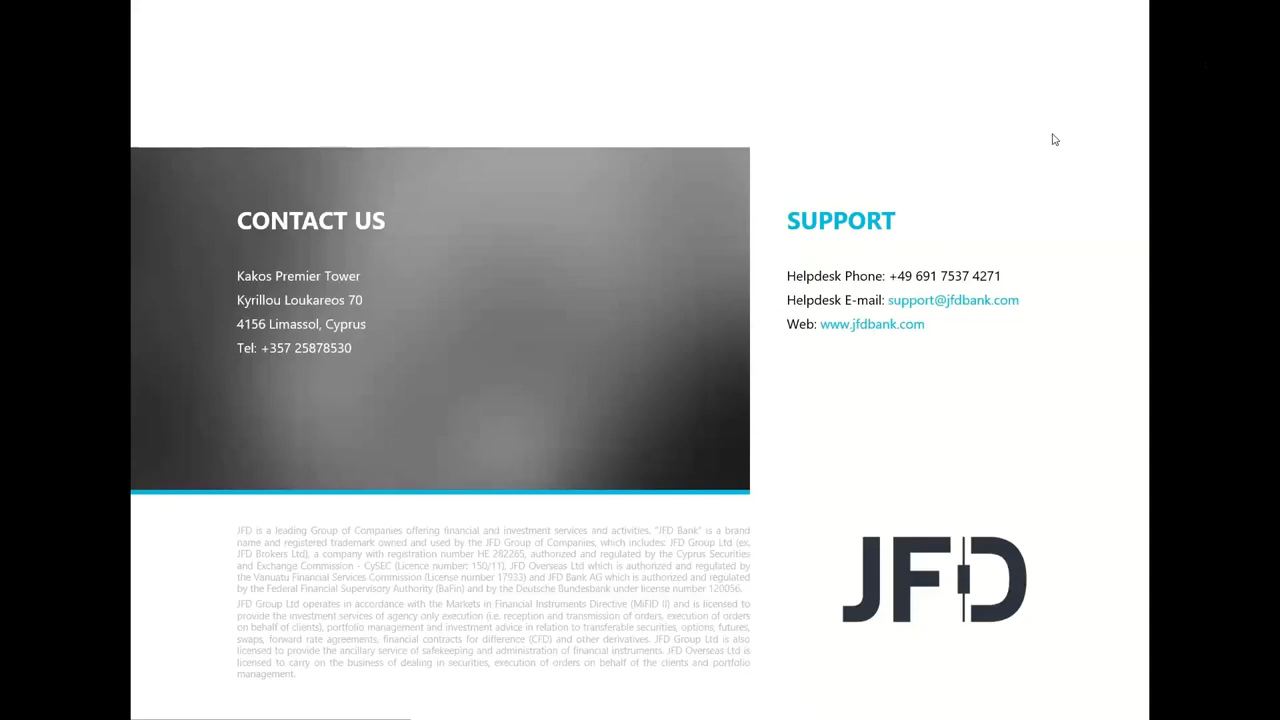 CONTACT US
Kakos Premier Tower
Kyrillou Loukareos 70
4156 Limassol, Cyprus
Tel: +357 25878530
SUPPORT
Helpdesk Phone: +49 691 7537 4271
Helpdesk E-mail: support@jfdbank.com
Web: www.jfdbank.com
JFD is a leading Group of Companies offering financial and investment services and activities. "JFD Bank" is a brand
name and registered trademark owned and used by the JFD Group of Companies, which includes: JFD Group Ltd (ex.
JFD Brokers Ltd), a company with registration number HE 282265, authorized and regulated by the Cyprus Securities
and Exchange Commission - CySEC (Licence number: 150/11), JFD Overseas Ltd which is authorized and regulated by
the Vanuatu Financial Services Commission /License number 17933) and JFD Bank AG which is authorized and regulated
by the Federal Financial Supervisory Authority (BaFin) and by the Deutsche Bundesbank under license number 120056.
JFD Group Ltd operates in accordance with the Markets in Financial Instruments Directive (MiFID II) and is licensed to
provide the investment services of agency only execution (i.e. reception and transmission of orders, execution of orders
on behalf of clients), portfolio management and investment advice in relation to transferable securities, options, futures,
swaps, forward rate agreements, financial contracts for difference (CFD) and other derivatives. JFD Group Ltd is also
licensed to provide the ancillary service of safekeeping and administration of financial instruments. JFD Overseas Ltd is
licensed to carry on the business of dealing in securities, execution of orders on behalf of the clients and portfolio
management.
JFD